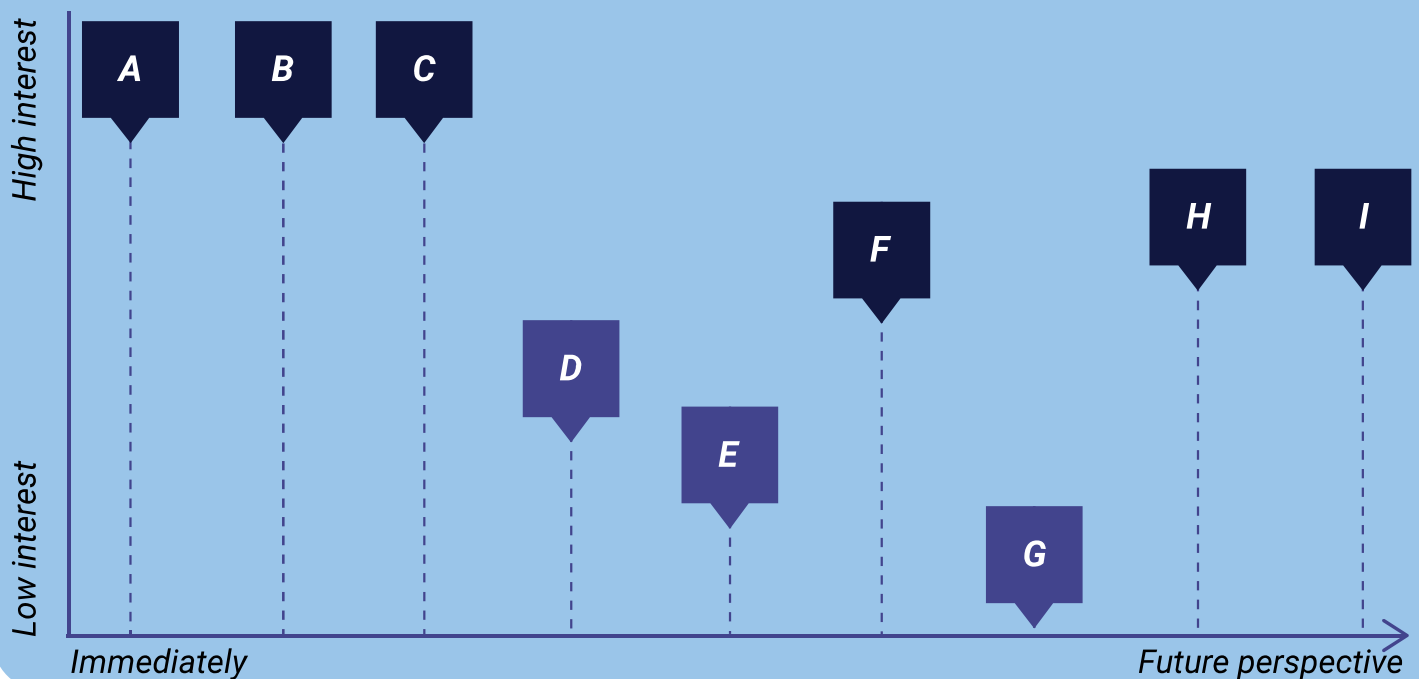 High interest
A
B
C
H
I
F
D
E
G
Low interest
Immediately
Future perspective